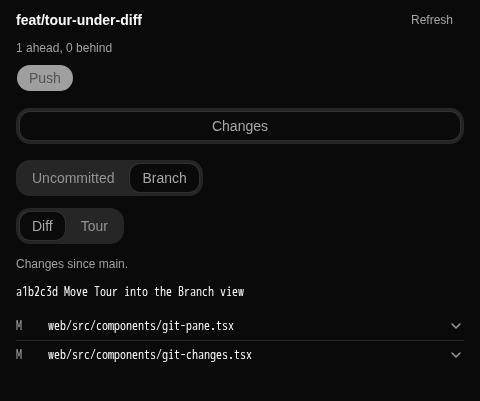 feat/tour-under-diff Refresh
1 ahead, 0 behind
Push
Changes
Uncommitted Branch
Diff Tour
Changes since main.
a1b2c3d Move Tour into the Branch view
M web/src/components/git-pane.tsx
M web/src/components/git-changes.tsx